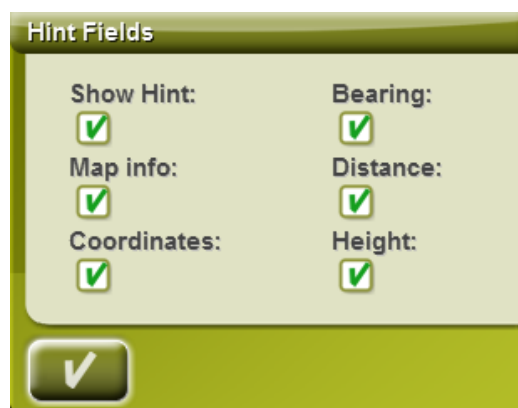 Hint Fields
Show Hint:
Bearing:
Map info:
Distance:
Coordinates:
Height: